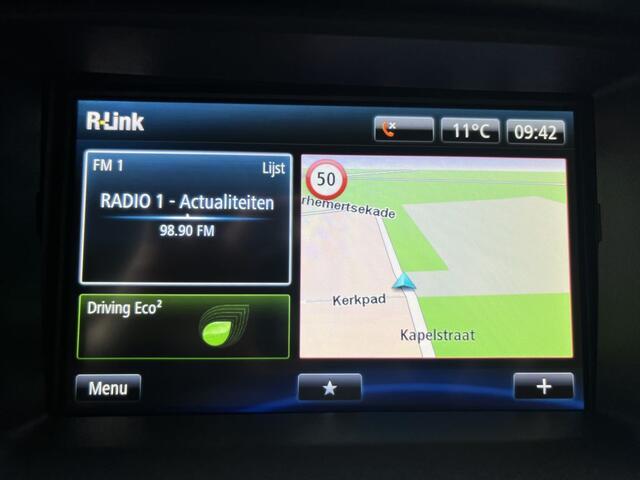 R-Link
11°C
09:42
FM 1
Lijst
RADIO 1 - Actualiteiten
98.90 FM
50
rhemertsekade
Kerkpad
Kapelstraat
Driving Eco²
Menu
+